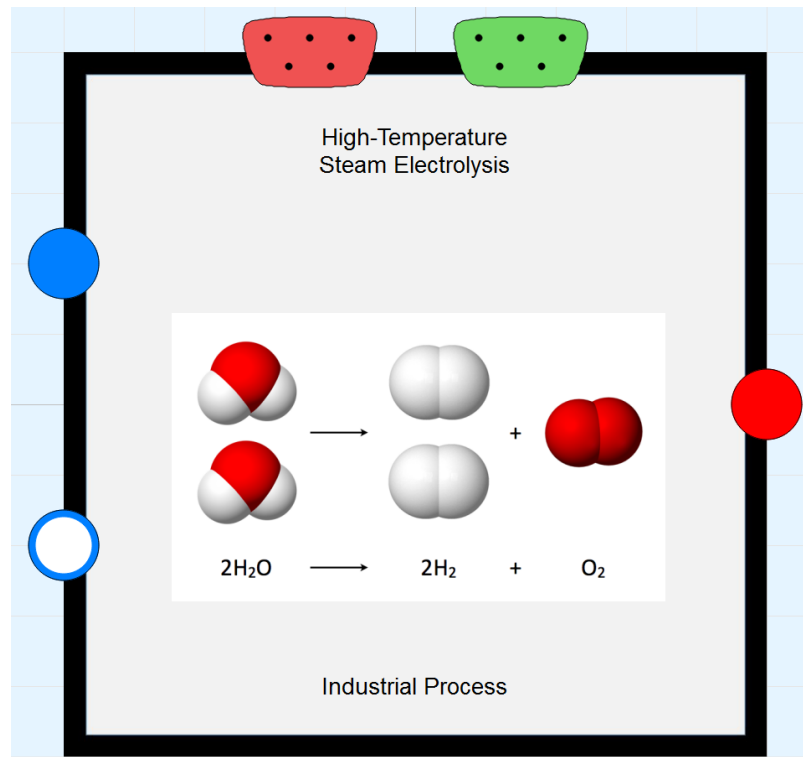 High-Temperature
Steam Electrolysis
+
2H₂O ⟶ 2H₂ + O₂
Industrial Process